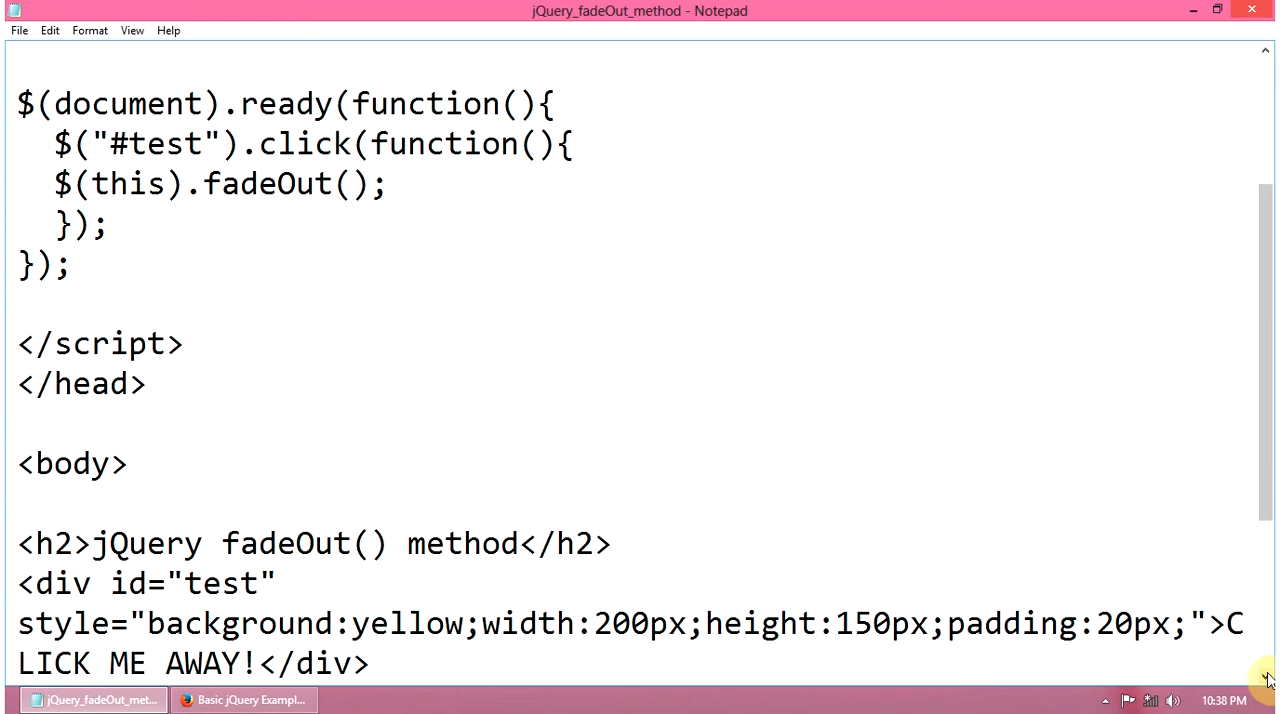 jQuery_fadeOut_method - Notepad
File Edit Format View Help
$(document).ready(function(){
  $("#test").click(function(){
  $(this).fadeOut();
  });
});
</script>
</head>
<body>
<h2>jQuery fadeOut() method</h2>
<div id="test"
style="background:yellow;width:200px;height:150px;padding:20px;">C
LICK ME AWAY!</div>
jQuery_fadeOut_met... Basic jQuery Exampl... 10:38 PM